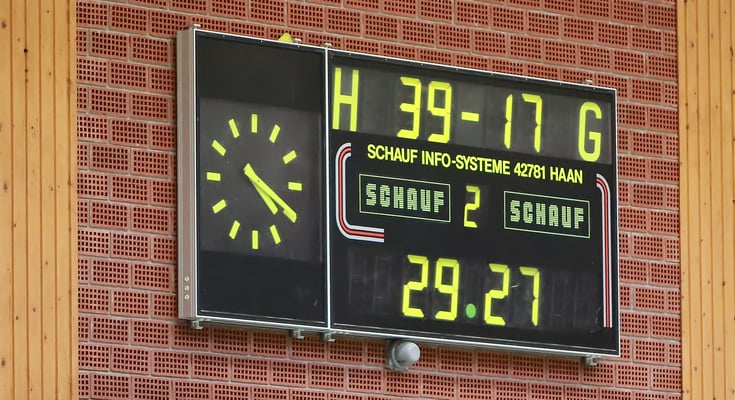 H 39-17 G
SCHAUF INFO-SYSTEME 42781 HAAN
SCHAUF 2 SCHAUF
29.27